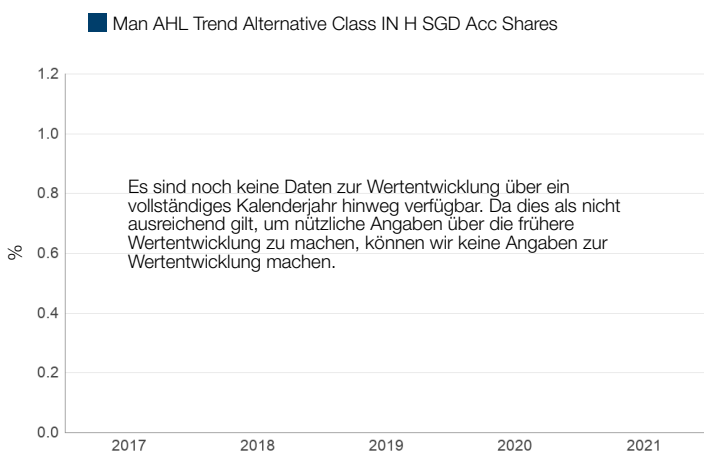 Man AHL Trend Alternative Class IN H SGD Acc Shares
1.2
1.0
0.8
0.6
0.4
0.2
0.0
%
Es sind noch keine Daten zur Wertentwicklung über ein
vollständiges Kalenderjahr hinweg verfügbar. Da dies als nicht
ausreichend gilt, um nützliche Angaben über die frühere
Wertentwicklung zu machen, können wir keine Angaben zur
Wertentwicklung machen.
2017 2018 2019 2020 2021